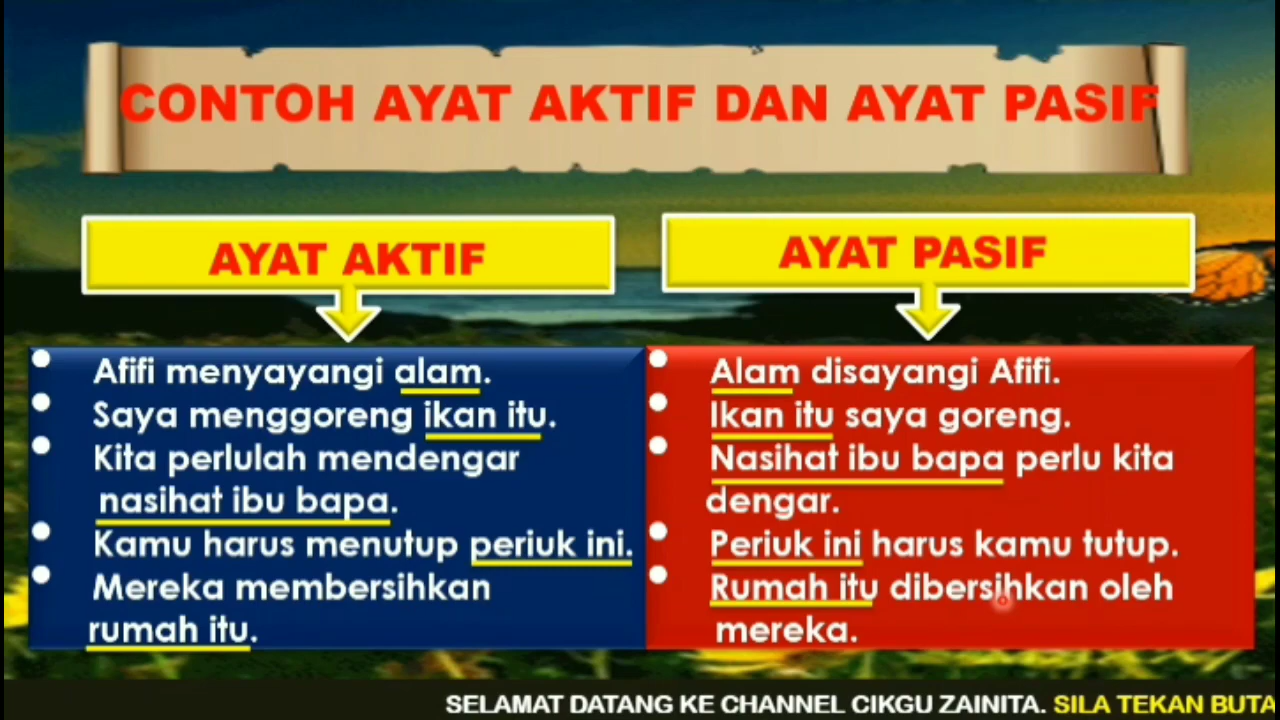 CONTOH AYAT AKTIF DAN AYAT PASIF
AYAT AKTIF
Afifi menyayangi alam.
Saya menggoreng ikan itu.
Kita perlulah mendengar
nasihat ibu bapa.
Kamu harus menutup periuk ini.
Mereka membersihkan
rumah itu.
AYAT PASIF
Alam disayangi Afifi.
Ikan itu saya goreng.
Nasihat ibu bapa perlu kita
dengar.
Periuk ini harus kamu tutup.
Rumah itu dibersihkan oleh
mereka.
SELAMAT DATANG KE CHANNEL CIKGU ZAINITA. SILA TEKAN BUTA